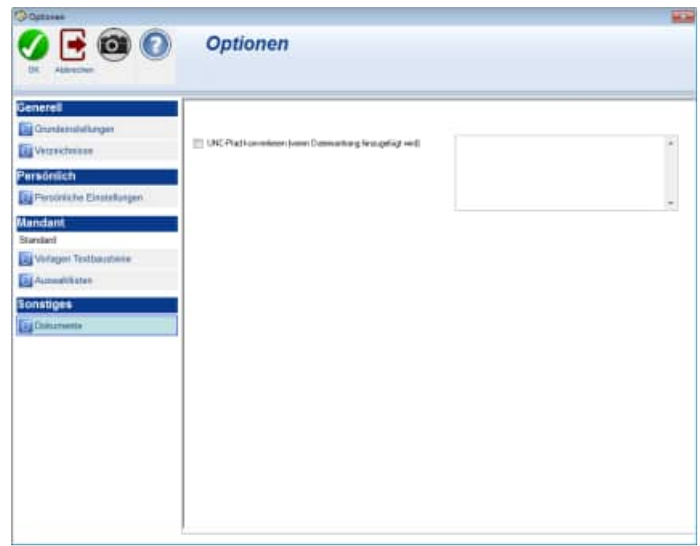 Optionen
Optionen
OK Abbrechen
Generell
Grundeinstellungen
Verzeichnisse
UNC-Pfad konvertieren (wenn Dateianhang hinzugefügt wird)
Persönlich
Persönliche Einstellungen
Mandant
Standard
Vorlagen Textbausteine
Auswahllisten
Sonstiges
Dokumente